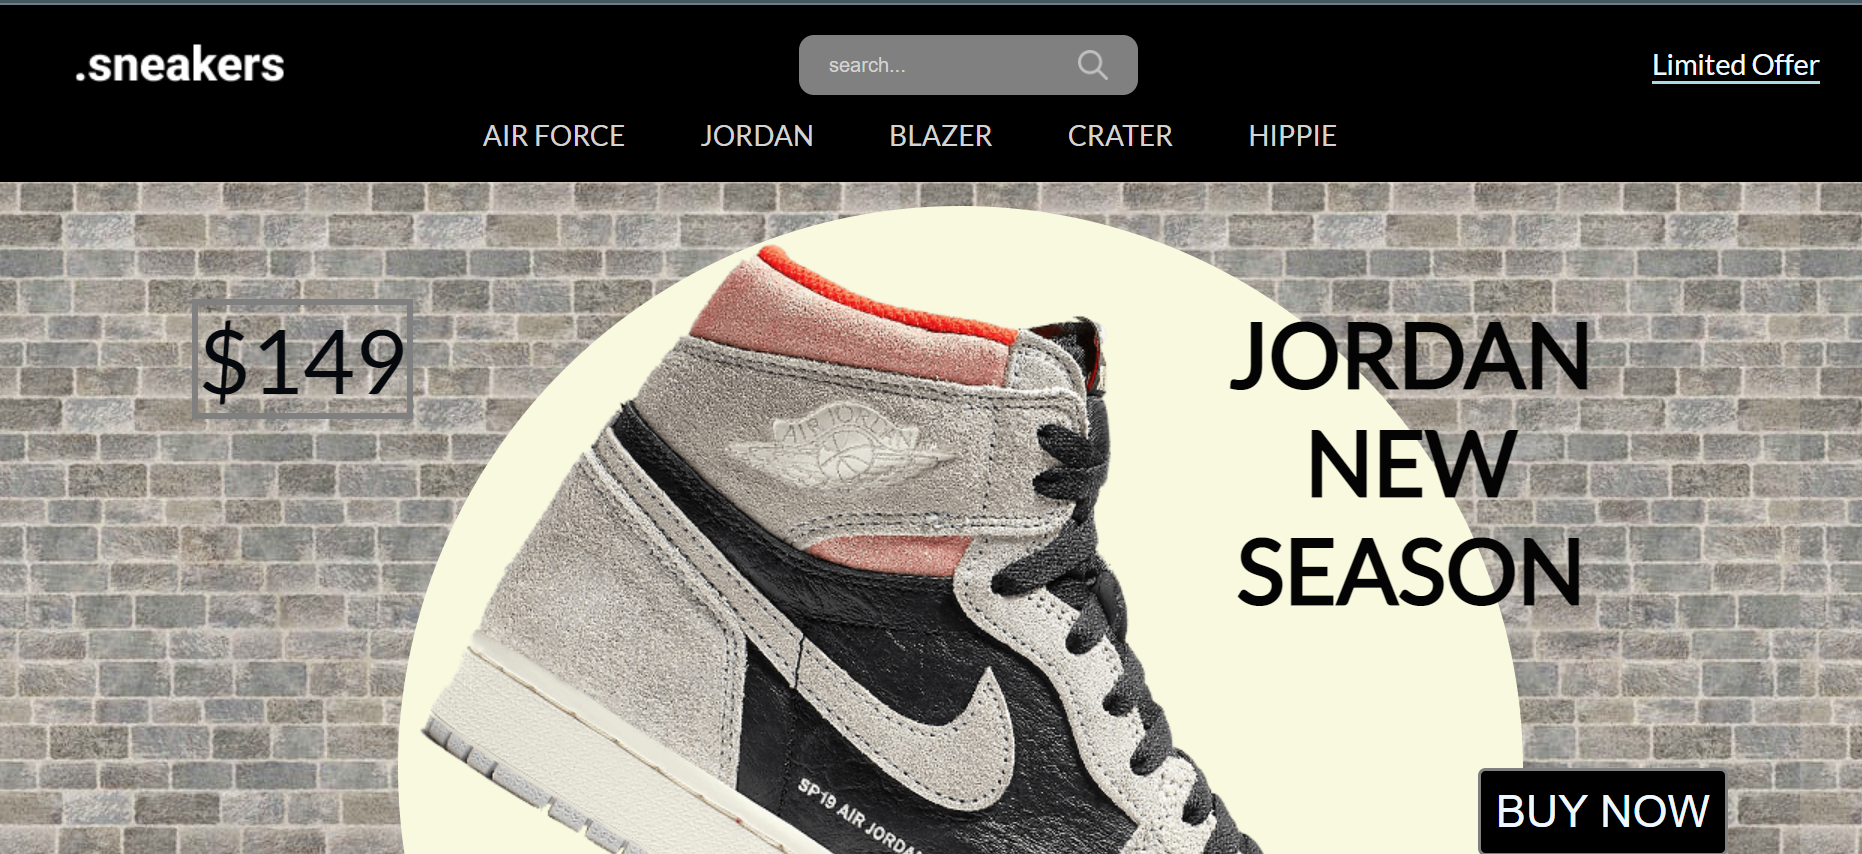 .sneakers
search...
Limited Offer
AIR FORCE
JORDAN
BLAZER
CRATER
HIPPIE
$149
JORDAN
NEW
SEASON
AIR JORDAN
SP19 AIR JORDAN
BUY NOW